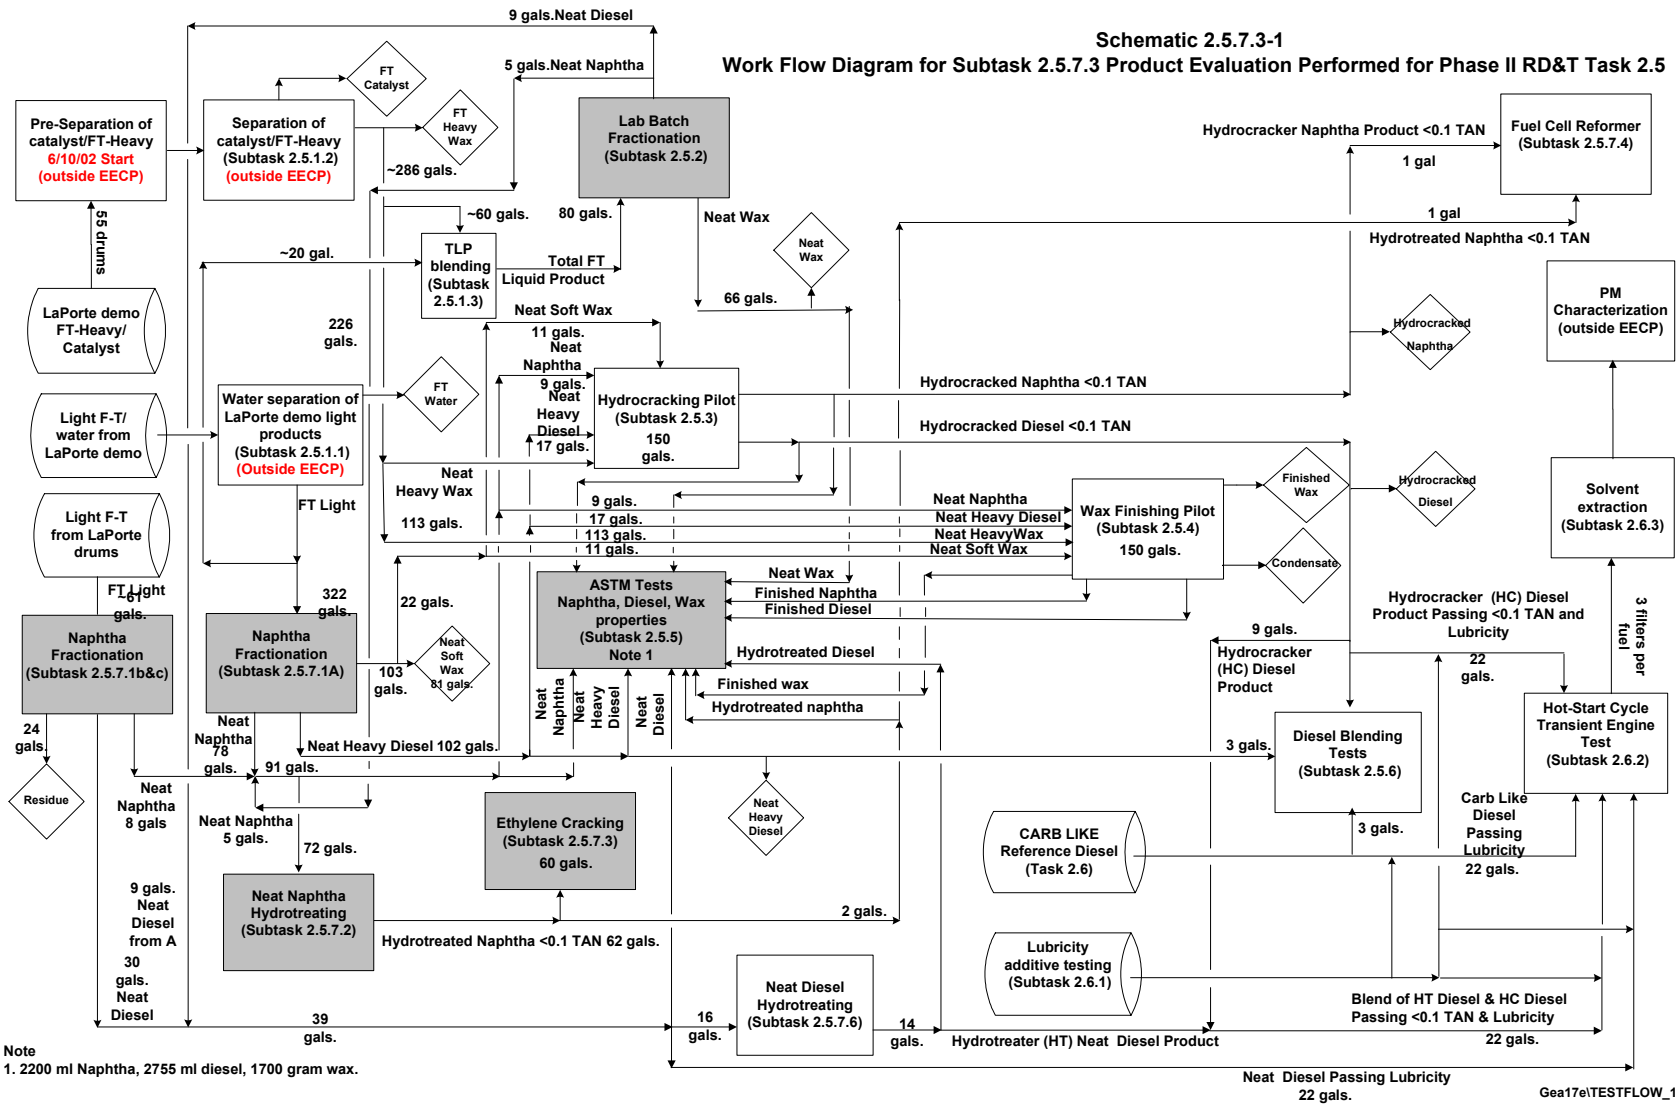 9 gals.Neat Diesel
Schematic 2.5.7.3-1
Work Flow Diagram for Subtask 2.5.7.3 Product Evaluation Performed for Phase II RD&T Task 2.5
5 gals.Neat Naphtha
FT
Catalyst
FT
Heavy
Wax
Pre-Separation of
catalyst/FT-Heavy
6/10/02 Start
(outside EECP)
Separation of
catalyst/FT-Heavy
(Subtask 2.5.1.2)
(outside EECP)
Lab Batch
Fractionation
(Subtask 2.5.2)
Hydrocracker Naphtha Product <0.1 TAN
1 gal
Fuel Cell Reformer
(Subtask 2.5.7.4)
~286 gals.
55 drums
~60 gals.
80 gals.
Neat Wax
1 gal
Hydrotreated Naphtha <0.1 TAN
~20 gal.
TLP
blending
(Subtask
2.5.1.3)
Total FT
Liquid Product
Neat
Wax
66 gals.
LaPorte demo
FT-Heavy/
Catalyst
226
gals.
Neat Soft Wax
11 gals.
Neat
Naphtha
9 gals.
Neat
Heavy
Diesel
17 gals.
Hydrocracked
Naphtha
PM
Characterization
(outside EECP)
Light F-T/
water from
LaPorte demo
Water separation of
LaPorte demo light
products
(Subtask 2.5.1.1)
(Outside EECP)
FT
Water
Hydrocracking Pilot
(Subtask 2.5.3)
150
gals.
Hydrocracked Naphtha <0.1 TAN
Hydrocracked Diesel <0.1 TAN
Neat
Heavy Wax
113 gals.
FT Light
Light F-T
from LaPorte
drums
9 gals.
17 gals.
113 gals.
11 gals.
Neat Naphtha
Neat Heavy Diesel
Neat HeavyWax
Neat Soft Wax
Wax Finishing Pilot
(Subtask 2.5.4)
150 gals.
Finished
Wax
Condensate
Hydrocracked
Diesel
Solvent
extraction
(Subtask 2.6.3)
FT Light
~61
gals.
322
gals.
22 gals.
ASTM Tests
Naphtha, Diesel, Wax
properties
(Subtask 2.5.5)
Note 1
Neat Wax
Finished Naphtha
Finished Diesel
Hydrotreated Diesel
Finished wax
Hydrotreated naphtha
Hydrocracker (HC) Diesel
Product Passing <0.1 TAN and
Lubricity
3 filters per
fuel
9 gals.
Hydrocracker
(HC) Diesel
Product
22
gals.
Naphtha
Fractionation
(Subtask 2.5.7.1b&c)
Naphtha
Fractionation
(Subtask 2.5.7.1A)
103
gals.
Neat
Soft
Wax
81 gals.
Neat
Naphtha
Neat
Heavy
Diesel
Neat
Diesel
24
gals.
Residue
Neat
Naphtha
78
gals.
Neat Heavy Diesel 102 gals.
91 gals.
3 gals.
Diesel Blending
Tests
(Subtask 2.5.6)
Hot-Start Cycle
Transient Engine
Test
(Subtask 2.6.2)
Neat
Naphtha
8 gals
Neat Naphtha
5 gals.
72 gals.
Ethylene Cracking
(Subtask 2.5.7.3)
60 gals.
Neat
Heavy
Diesel
CARB LIKE
Reference Diesel
(Task 2.6)
3 gals.
Carb Like
Diesel
Passing
Lubricity
22 gals.
9 gals.
Neat
Diesel
from A
30
gals.
Neat
Diesel
Neat Naphtha
Hydrotreating
(Subtask 2.5.7.2)
2 gals.
Hydrotreated Naphtha <0.1 TAN 62 gals.
Lubricity
additive testing
(Subtask 2.6.1)
Neat Diesel
Hydrotreating
(Subtask 2.5.7.6)
Blend of HT Diesel & HC Diesel
Passing <0.1 TAN & Lubricity
22 gals.
39
gals.
16
gals.
14
gals.
Hydrotreater (HT) Neat Diesel Product
Note
1. 2200 ml Naphtha, 2755 ml diesel, 1700 gram wax.
Neat Diesel Passing Lubricity
22 gals.
Gea17e\TESTFLOW_1